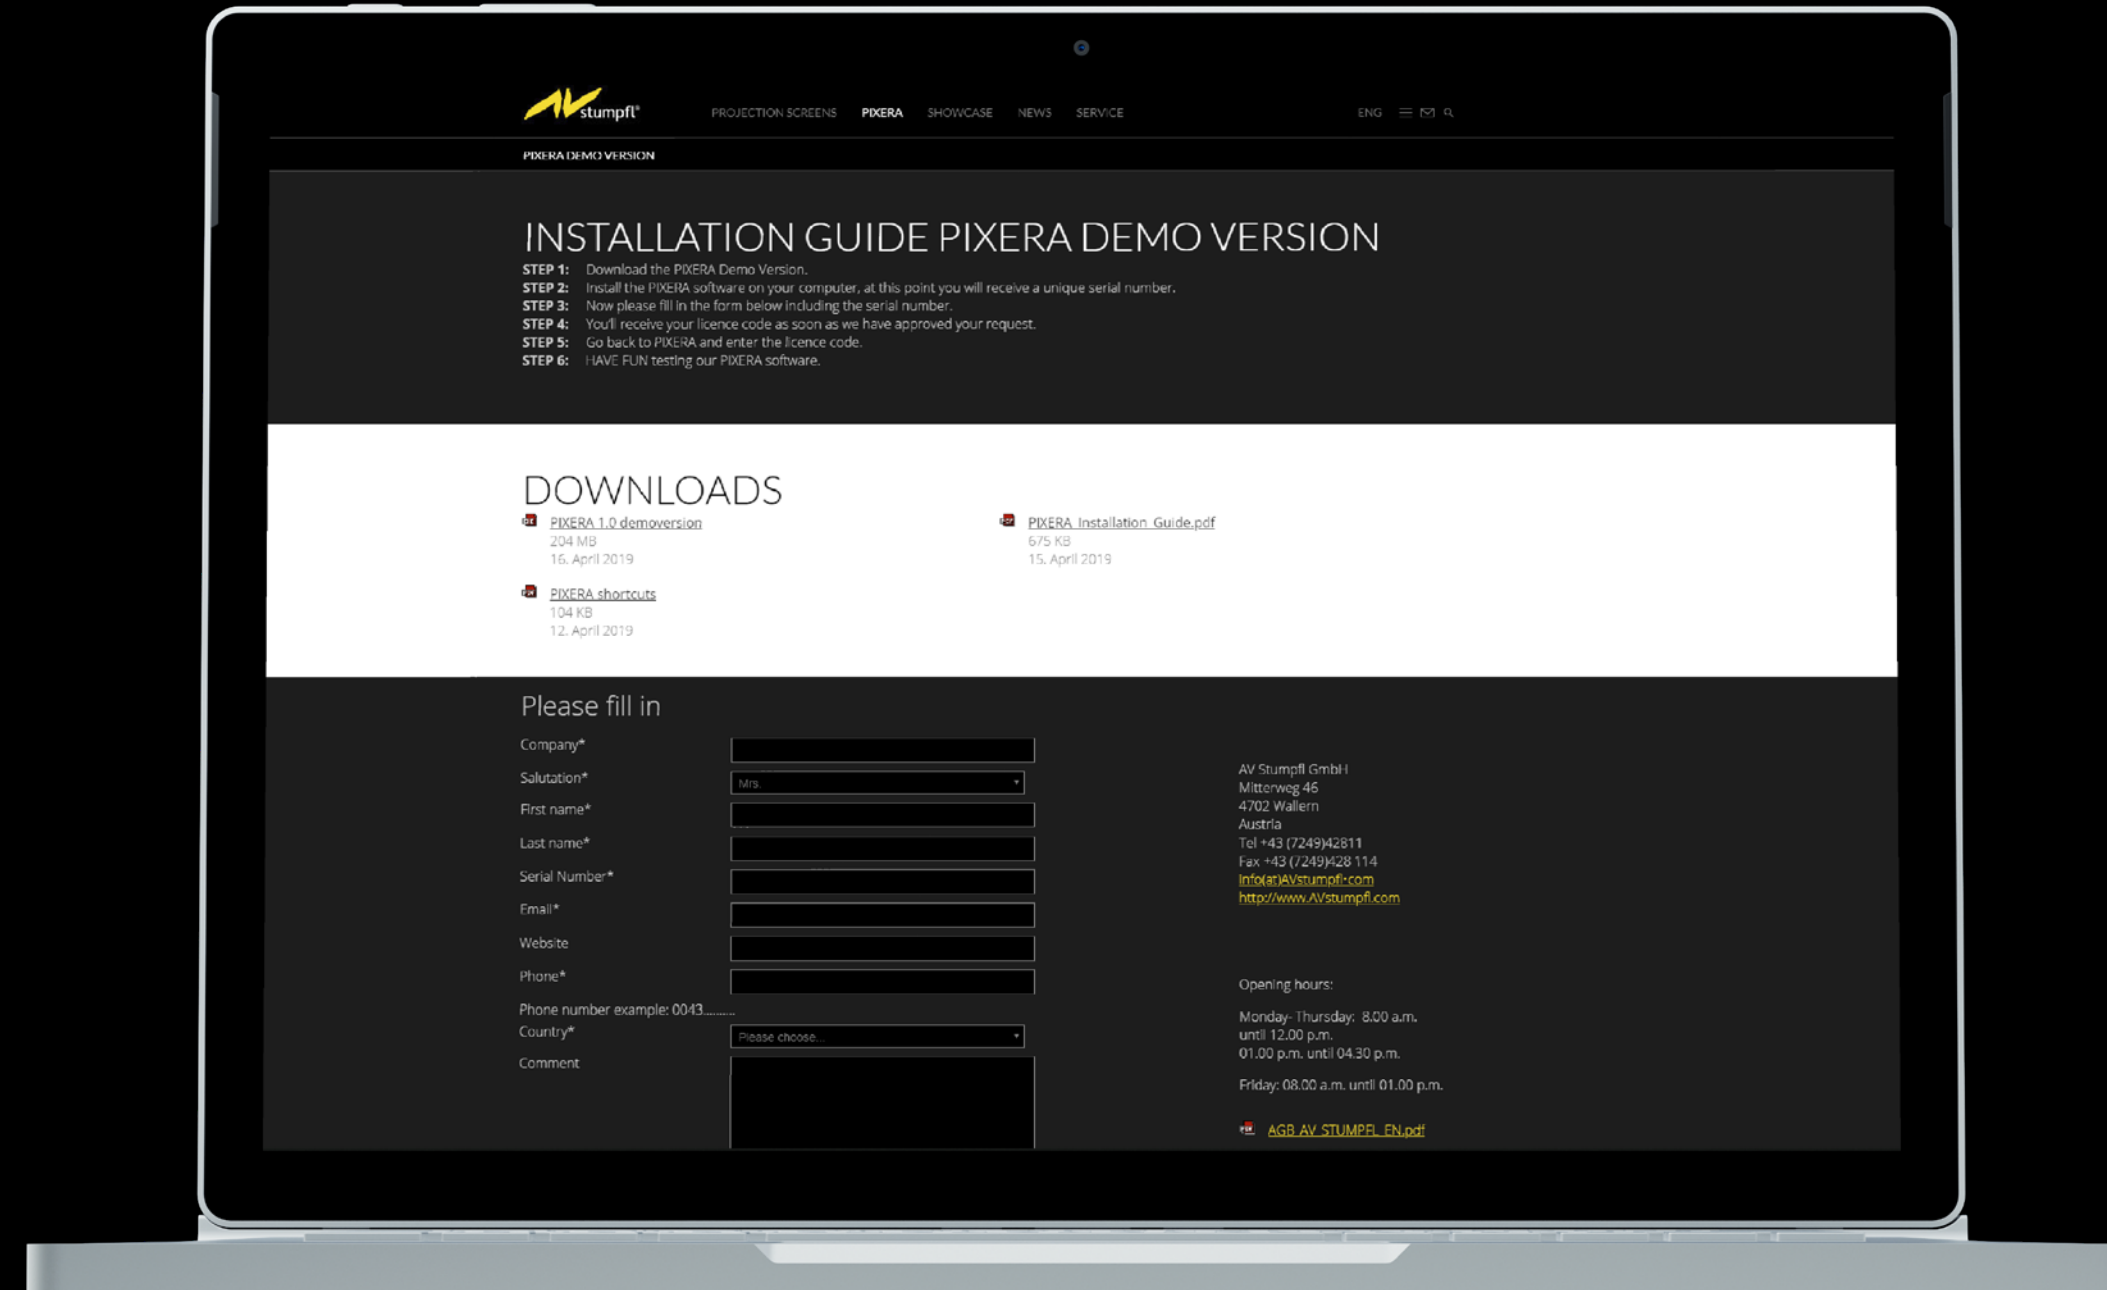 AV stumpfl®
PROJECTION SCREENS PIXERA SHOWCASE NEWS SERVICE ENG
PIXERA DEMO VERSION
INSTALLATION GUIDE PIXERA DEMO VERSION
STEP 1: Download the PIXERA Demo Version.
STEP 2: Install the PIXERA software on your computer, at this point you will receive a unique serial number.
STEP 3: Now please fill in the form below including the serial number.
STEP 4: You'll receive your licence code as soon as we have approved your request.
STEP 5: Go back to PIXERA and enter the licence code.
STEP 6: HAVE FUN testing our PIXERA software.
DOWNLOADS
PIXERA 1.0 demoversion
204 MB
16. April 2019
PIXERA_Installation_Guide.pdf
675 KB
15. April 2019
PIXERA shortcuts
104 KB
12. April 2019
Please fill in
Company*
Salutation* Mrs.
First name*
Last name*
Serial Number*
Email*
Website
Phone*
Phone number example: 0043..........
Country* Please choose...
Comment
AV Stumpfl GmbH
Mitterweg 46
4702 Wallern
Austria
Tel +43 (7249)42811
Fax +43 (7249)428 114
Info(at)AVstumpfl•com
http://www.AVstumpfl.com
Opening hours:
Monday- Thursday: 8.00 a.m.
until 12.00 p.m.
01.00 p.m. until 04.30 p.m.
Friday: 08.00 a.m. until 01.00 p.m.
AGB_AV_STUMPFL_EN.pdf